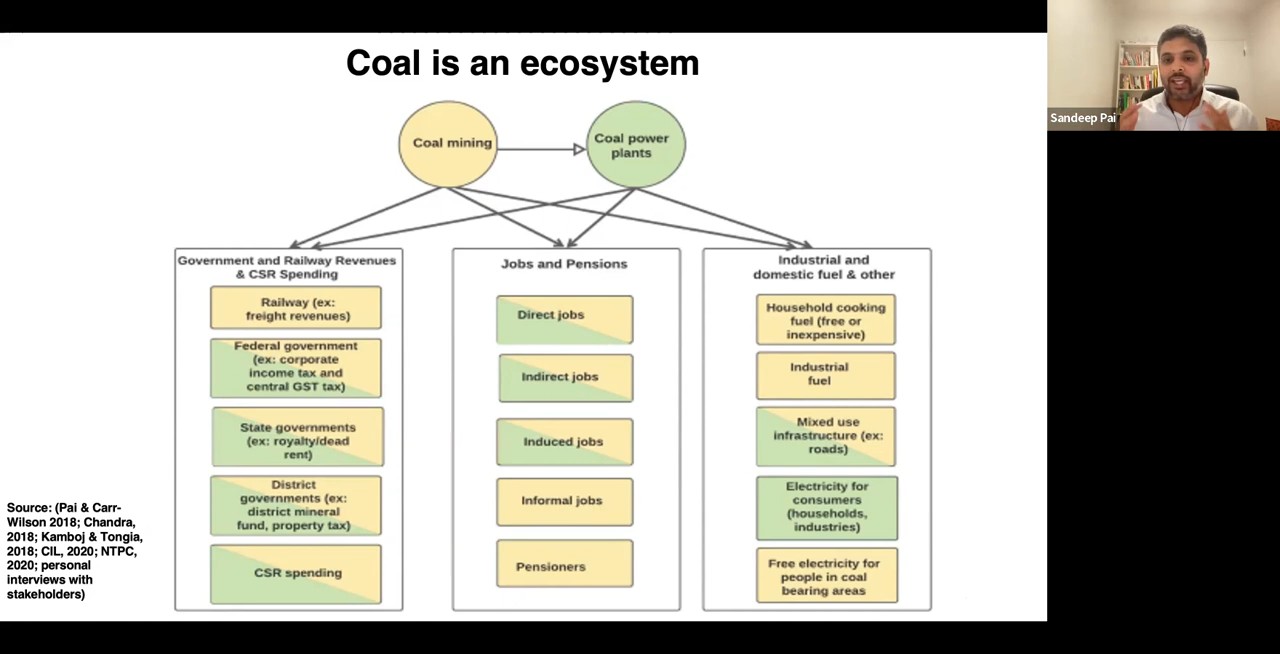 Coal is an ecosystem
Sandeep Pai
Coal mining
Coal power
plants
Government and Railway Revenues
& CSR Spending
Railway (ex:
freight revenues)
Federal government
(ex: corporate
income tax and
central GST tax)
State governments
(ex: royalty/dead
rent)
District
governments (ex:
district mineral
fund, property tax)
CSR spending
Jobs and Pensions
Direct jobs
Indirect jobs
Induced jobs
Informal jobs
Pensioners
Industrial and
domestic fuel & other
Household cooking
fuel (free or
inexpensive)
Industrial
fuel
Mixed use
infrastructure (ex:
roads)
Electricity for
consumers
(households,
industries)
Free electricity for
people in coal
bearing areas
Source: (Pai & Carr-
Wilson 2018; Chandra,
2018; Kamboj & Tongia,
2018; CIL, 2020; NTPC,
2020; personal
interviews with
stakeholders)